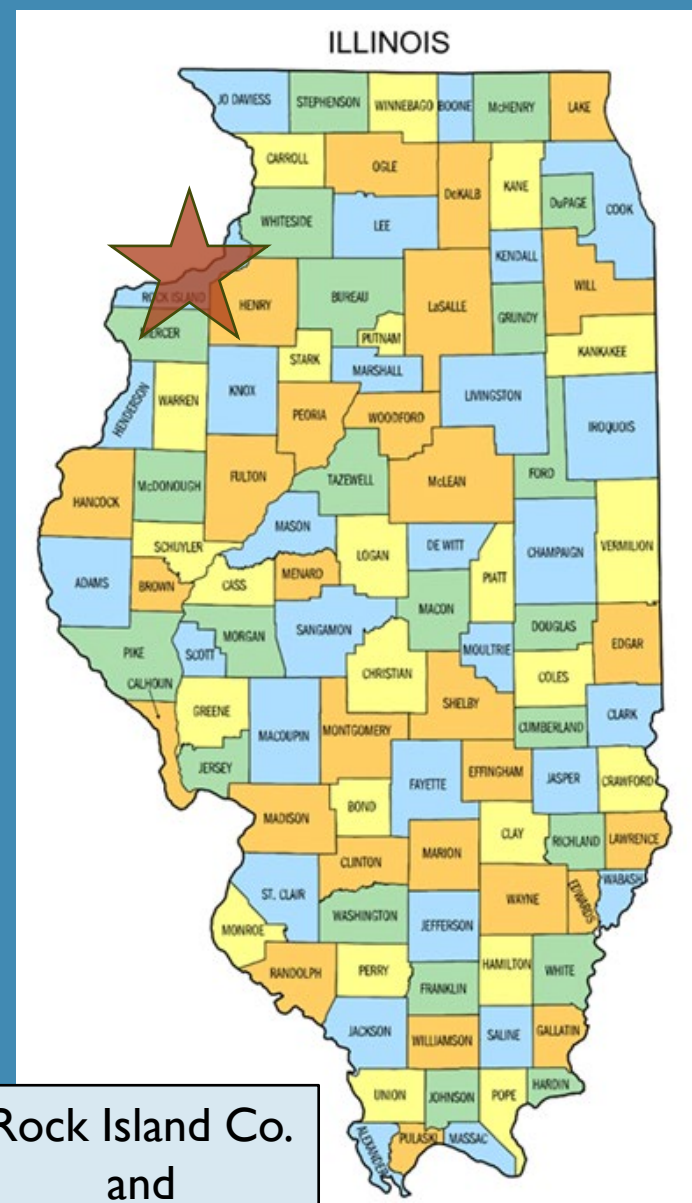 ILLINOIS
JO DAVIESS
STEPHENSON
WINNEBAGO
BOONE
McHENRY
LAKE
CARROLL
OGLE
DeKALB
KANE
DuPAGE
COOK
WHITESIDE
LEE
KENDALL
ROCK ISLAND
HENRY
BUREAU
LaSALLE
GRUNDY
WILL
MERCER
PUTNAM
KANKAKEE
STARK
MARSHALL
HENDERSON
WARREN
KNOX
PEORIA
WOODFORD
LIVINGSTON
IROQUOIS
HANCOCK
McDONOUGH
FULTON
TAZEWELL
McLEAN
FORD
MASON
SCHUYLER
LOGAN
DE WITT
CHAMPAIGN
VERMILION
ADAMS
BROWN
CASS
MENARD
PIATT
MACON
PIKE
SCOTT
MORGAN
SANGAMON
MOULTRIE
DOUGLAS
EDGAR
CALHOUN
CHRISTIAN
COLES
SHELBY
GREENE
MACOUPIN
MONTGOMERY
CUMBERLAND
CLARK
JERSEY
FAYETTE
EFFINGHAM
JASPER
CRAWFORD
MADISON
BOND
CLAY
RICHLAND
LAWRENCE
CLINTON
MARION
WABASH
ST. CLAIR
WAYNE
EDWARDS
MONROE
WASHINGTON
JEFFERSON
RANDOLPH
PERRY
HAMILTON
WHITE
FRANKLIN
JACKSON
WILLIAMSON
SALINE
GALLATIN
UNION
JOHNSON
POPE
HARDIN
ALEXANDER
PULASKI
MASSAC
Rock Island Co.
and